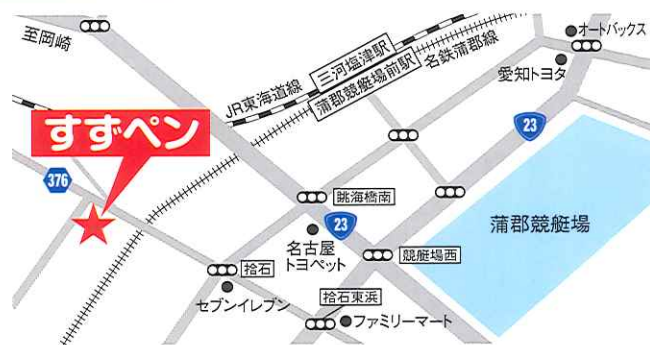 至岡崎
オートバックス
三河塩津駅
JR東海道線
蒲郡競艇場前駅
名鉄蒲郡線
愛知トヨタ
23
すずペン
376
眺海橋南
23
蒲郡競艇場
名古屋
トヨペット
競艇場西
拾石
セブンイレブン
拾石東浜
ファミリーマート